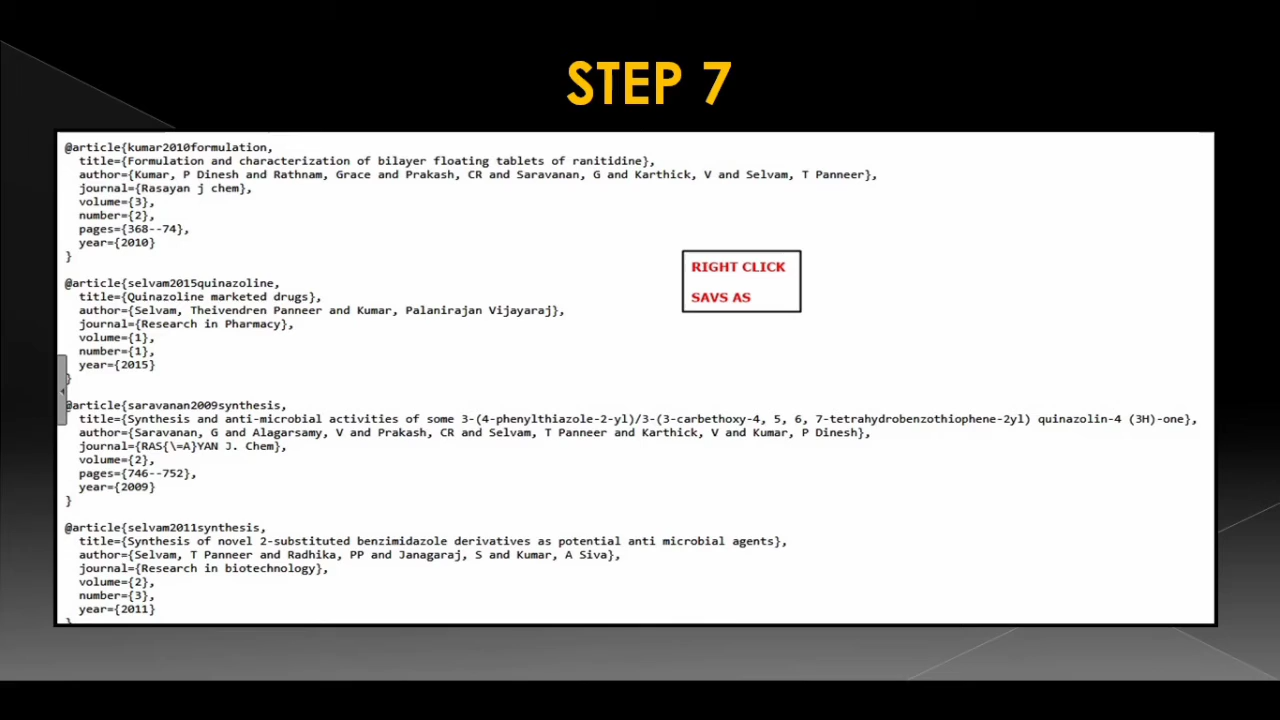 STEP 7
@article{kumar2010formulation,
title={Formulation and characterization of bilayer floating tablets of ranitidine},
author={Kumar, P Dinesh and Rathnam, Grace and Prakash, CR and Saravanan, G and Karthick, V and Selvam, T Panneer},
journal={Rasayan j chem},
volume={3},
number={2},
pages={368--74},
year={2010}
}
@article{selvam2015quinazoline,
title={Quinazoline marketed drugs},
author={Selvam, Theivendren Panneer and Kumar, Palanirajan Vijayaraj},
journal={Research in Pharmacy},
volume={1},
number={1},
year={2015}
}
RIGHT CLICK
SAVS AS
@article{saravanan2009synthesis,
title={Synthesis and anti-microbial activities of some 3-(4-phenylthiazole-2-yl)/3-(3-carbethoxy-4, 5, 6, 7-tetrahydrobenzothiophene-2yl) quinazolin-4 (3H)-one},
author={Saravanan, G and Alagarsamy, V and Prakash, CR and Selvam, T Panneer and Karthick, V and Kumar, P Dinesh},
journal={RAS{\=A}YAN J. Chem},
volume={2},
pages={746--752},
year={2009}
}
@article{selvam2011synthesis,
title={Synthesis of novel 2-substituted benzimidazole derivatives as potential anti microbial agents},
author={Selvam, T Panneer and Radhika, PP and Janagaraj, S and Kumar, A Siva},
journal={Research in biotechnology},
volume={2},
number={3},
year={2011}
}